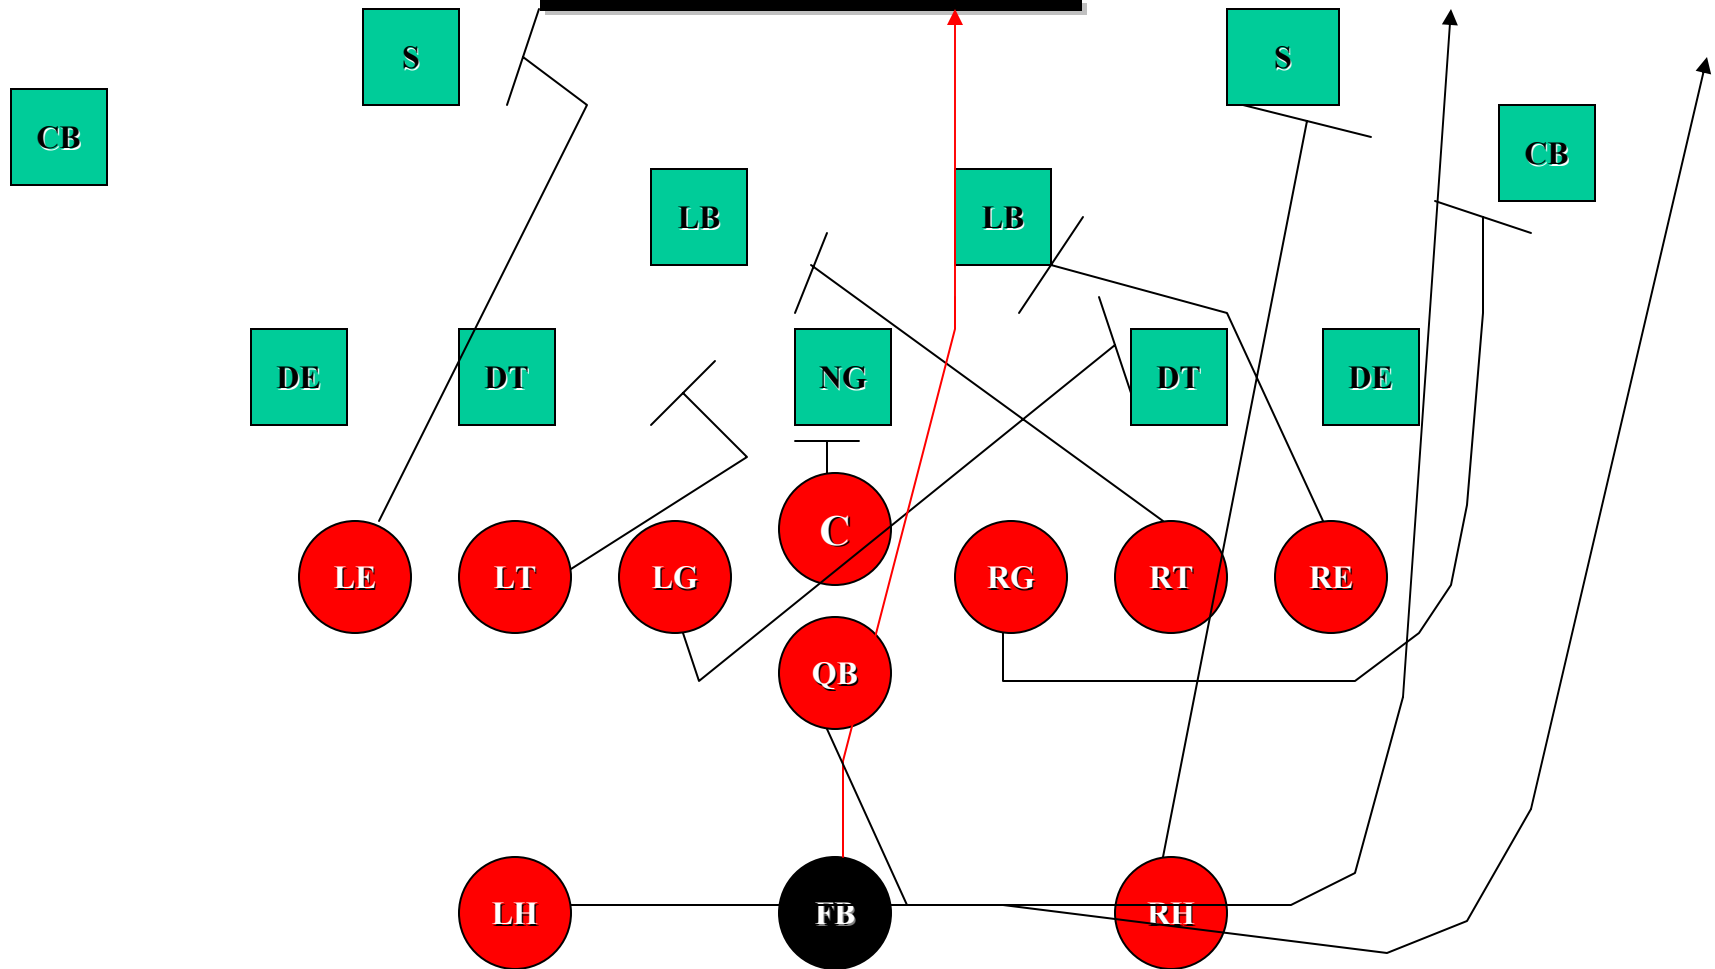 S
S
CB
CB
LB
LB
DE
DT
NG
DT
DE
C
LE
LT
LG
RG
RT
RE
QB
LH
FB
RH